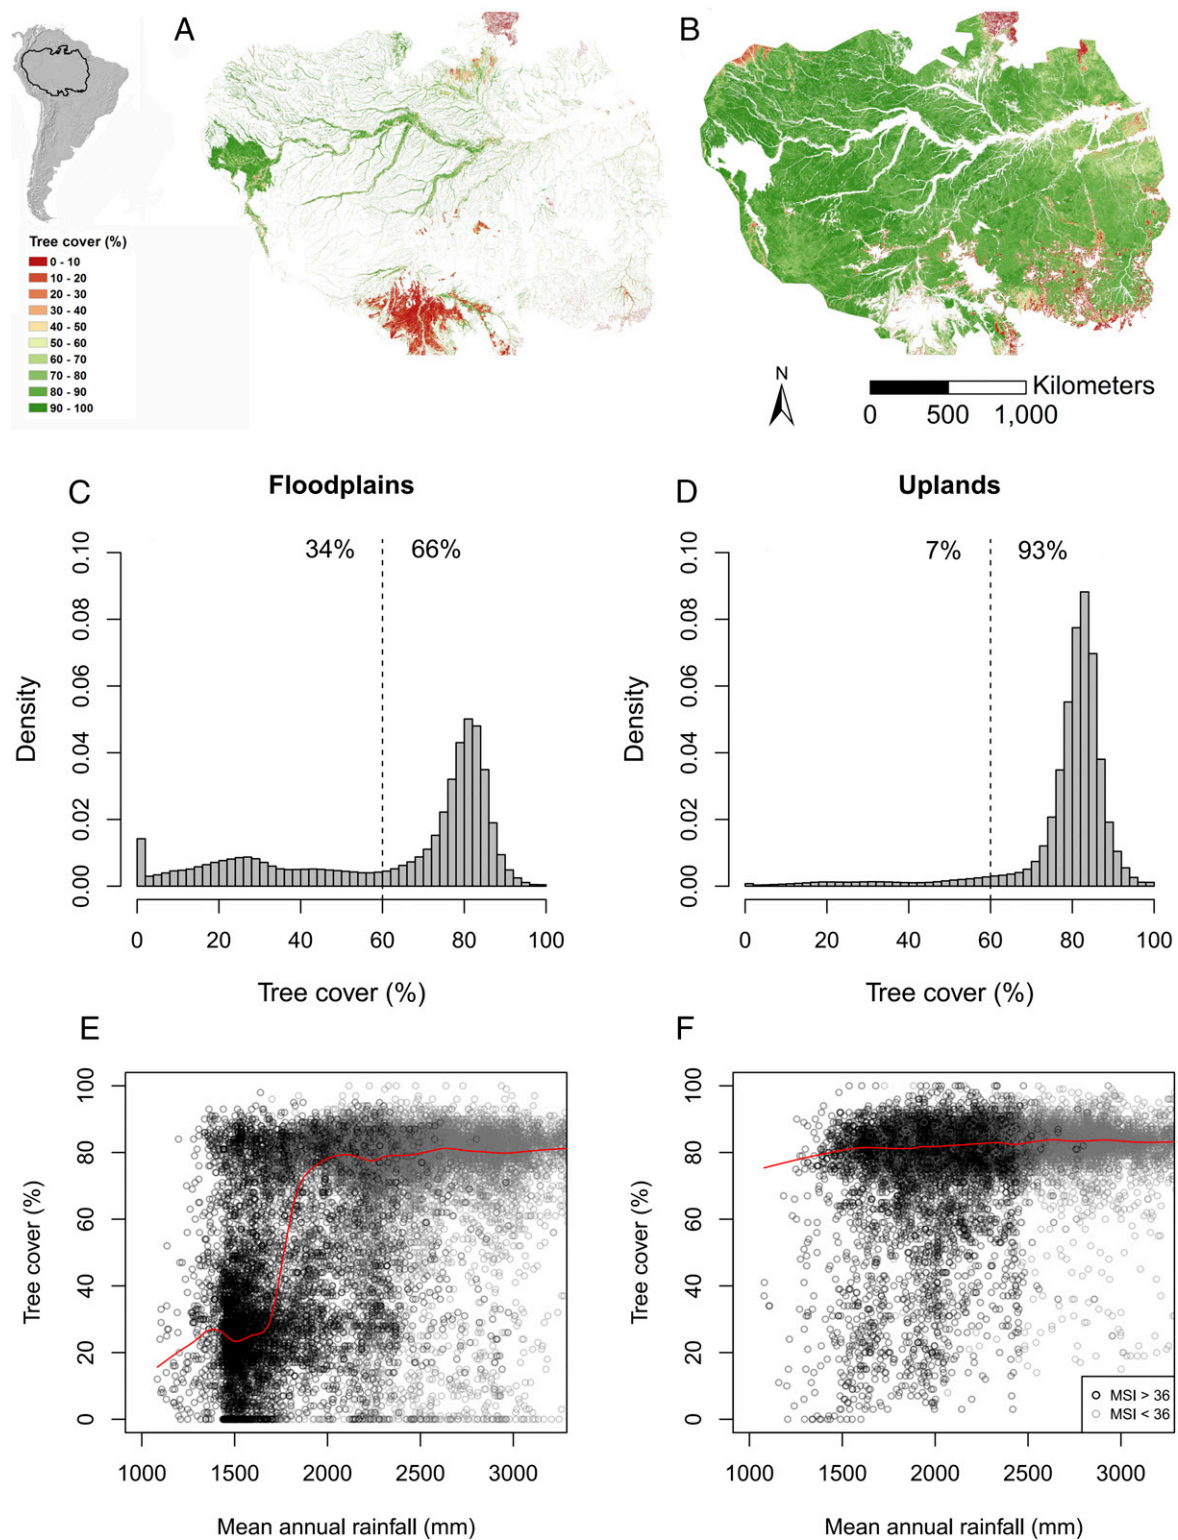 A
B
Tree cover (%)
0 - 10
10 - 20
20 - 30
30 - 40
40 - 50
50 - 60
60 - 70
70 - 80
80 - 90
90 - 100
N
Kilometers
0 500 1,000
C Floodplains
34% 66%
Density
0.00 0.02 0.04 0.06 0.08 0.10
0 20 40 60 80 100
Tree cover (%)
D Uplands
7% 93%
Density
0.00 0.02 0.04 0.06 0.08 0.10
0 20 40 60 80 100
Tree cover (%)
E
Tree cover (%)
0 20 40 60 80 100
1000 1500 2000 2500 3000
Mean annual rainfall (mm)
F
Tree cover (%)
0 20 40 60 80 100
MSI > 36
MSI < 36
1000 1500 2000 2500 3000
Mean annual rainfall (mm)